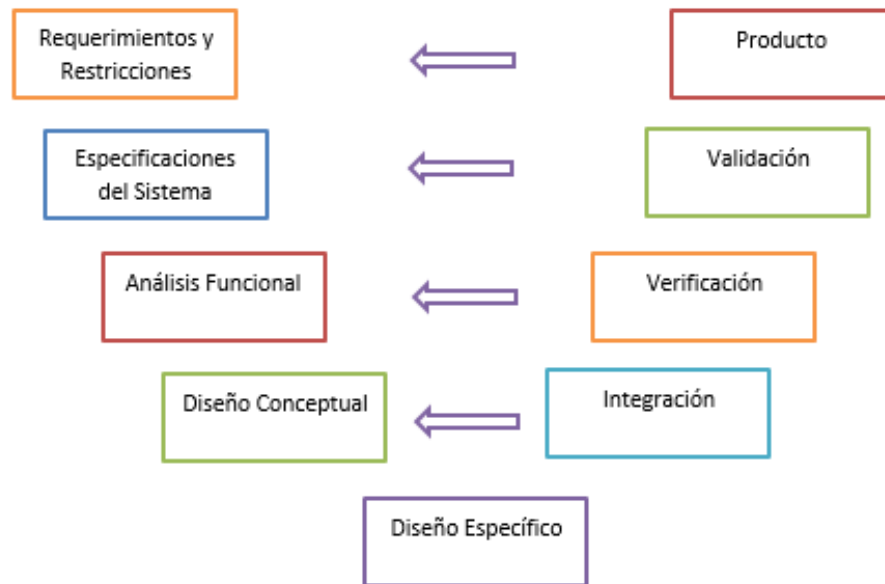 Requerimientos y
Restricciones
Producto
Especificaciones
del Sistema
Validación
Análisis Funcional
Verificación
Diseño Conceptual
Integración
Diseño Específico